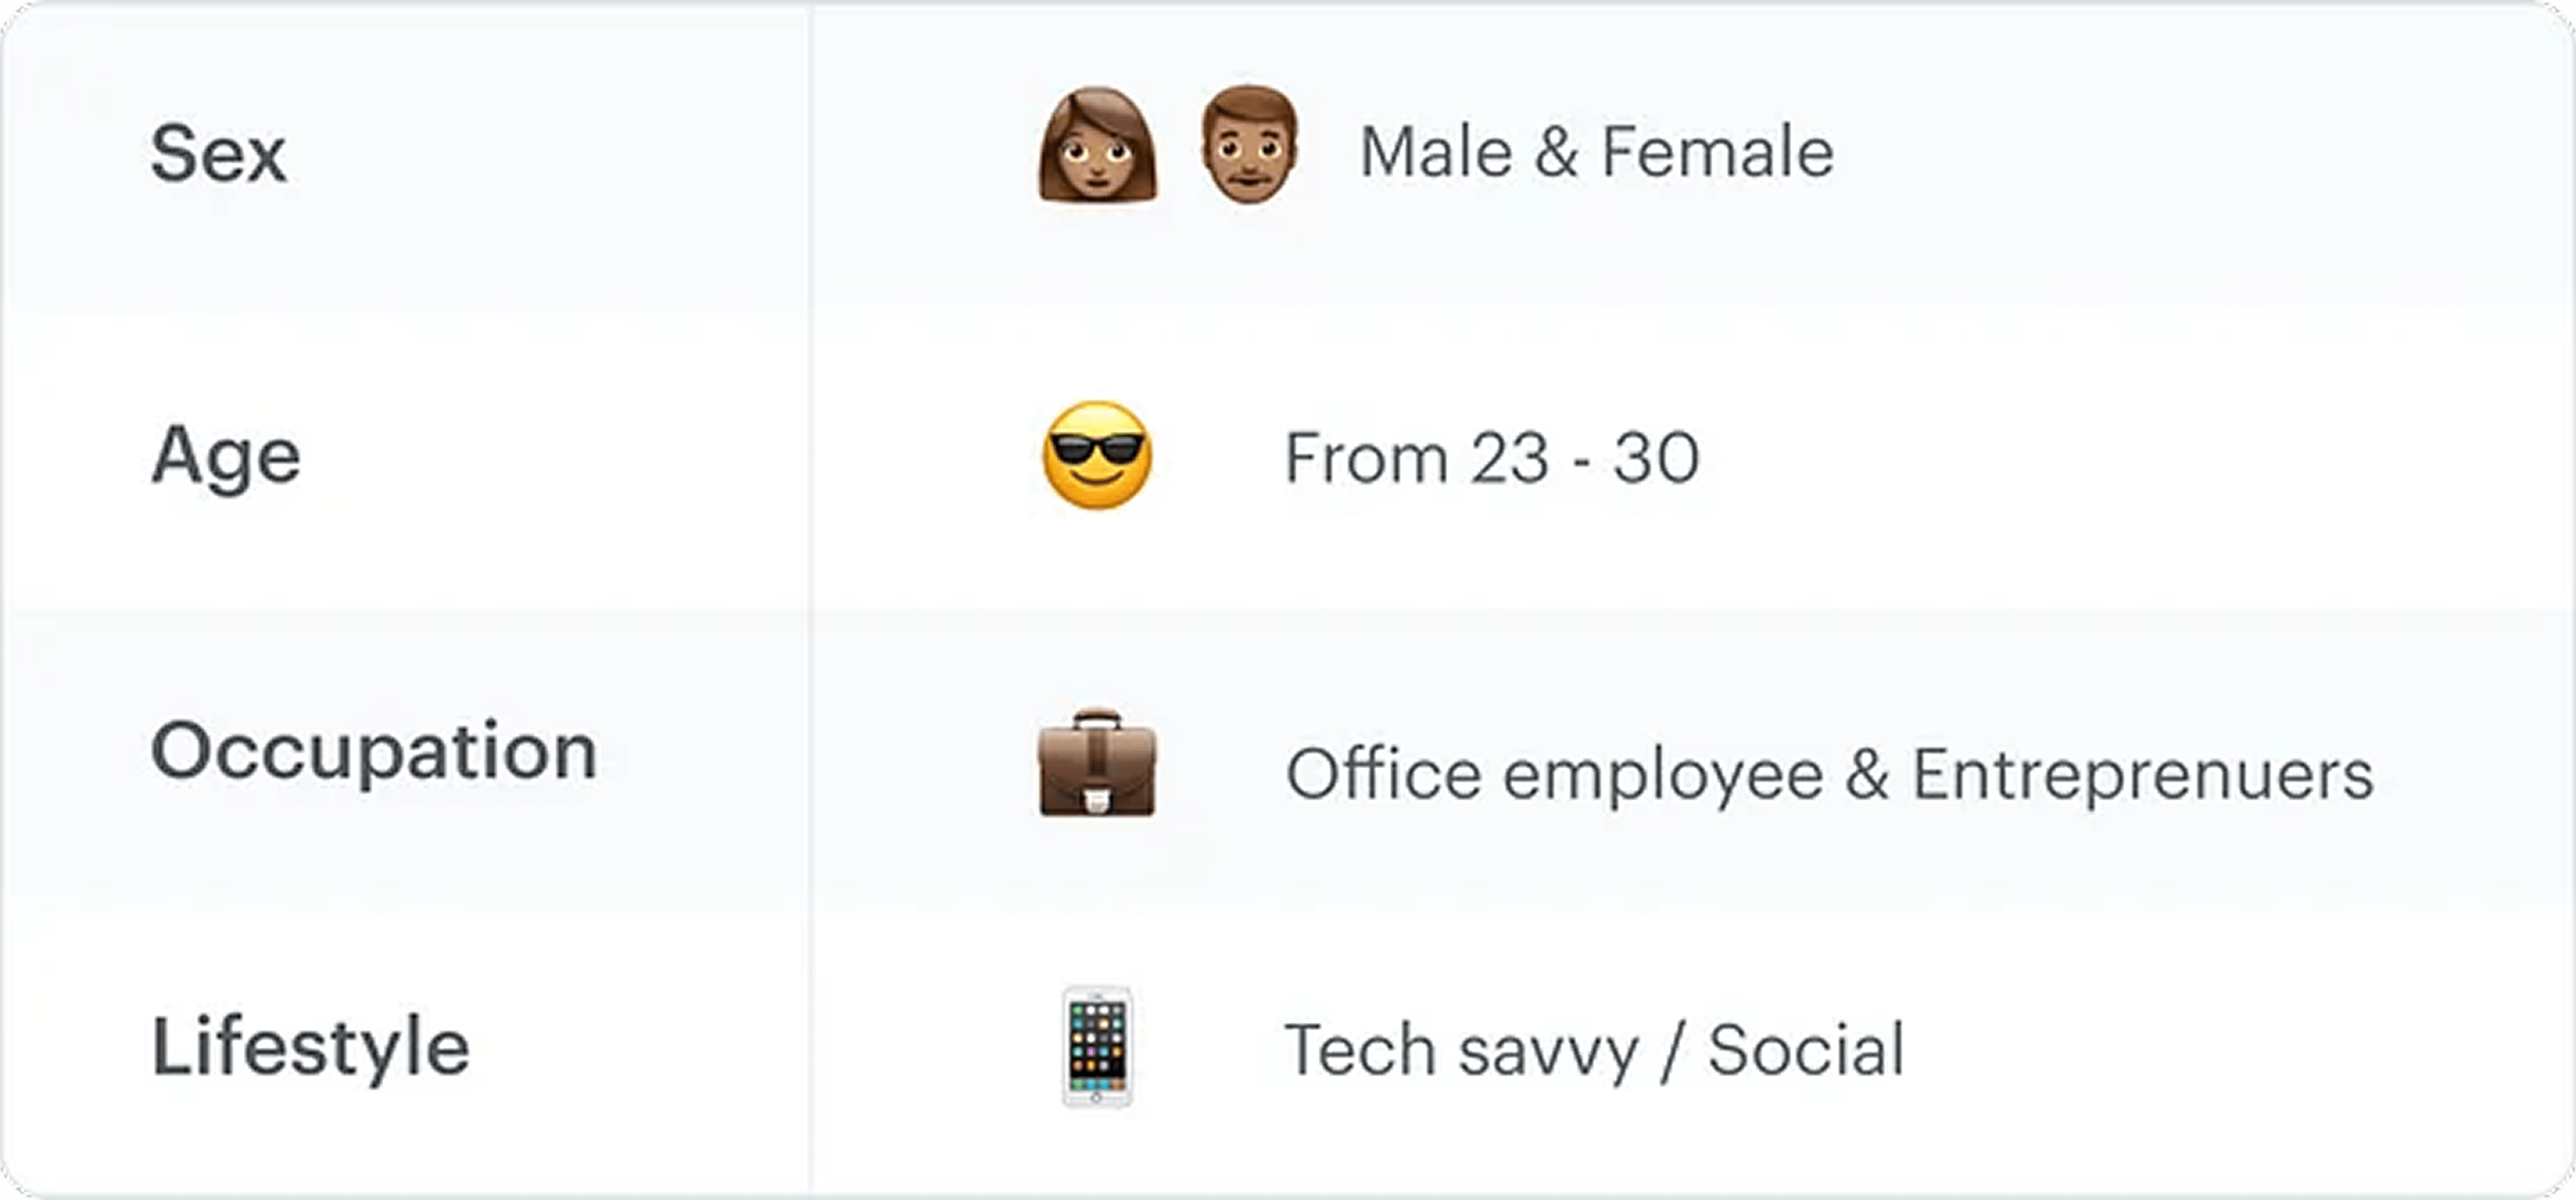 Sex
Male & Female
Age
From 23 - 30
Occupation
Office employee & Entreprenuers
Lifestyle
Tech savvy / Social